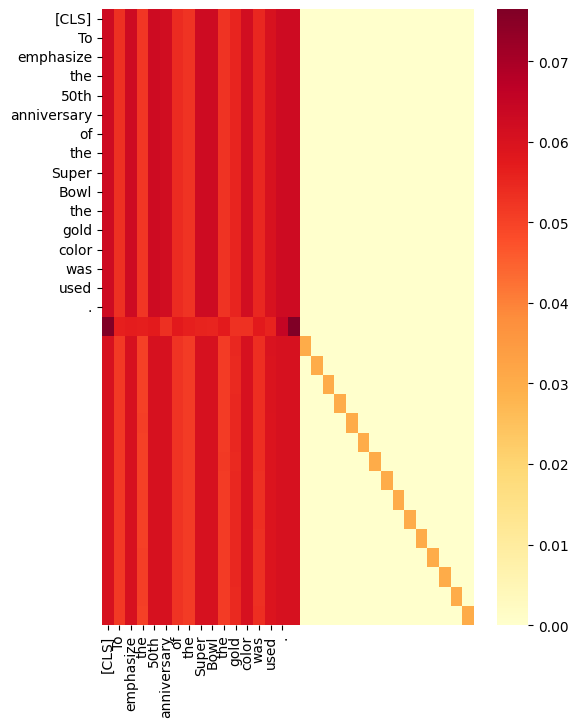 [CLS]
To
emphasize
the
50th
anniversary
of
the
Super
Bowl
the
gold
color
was
used
.
[CLS]
To
emphasize
the
50th
anniversary
of
the
Super
Bowl
the
gold
color
was
used
.
0.07
0.06
0.05
0.04
0.03
0.02
0.01
0.00